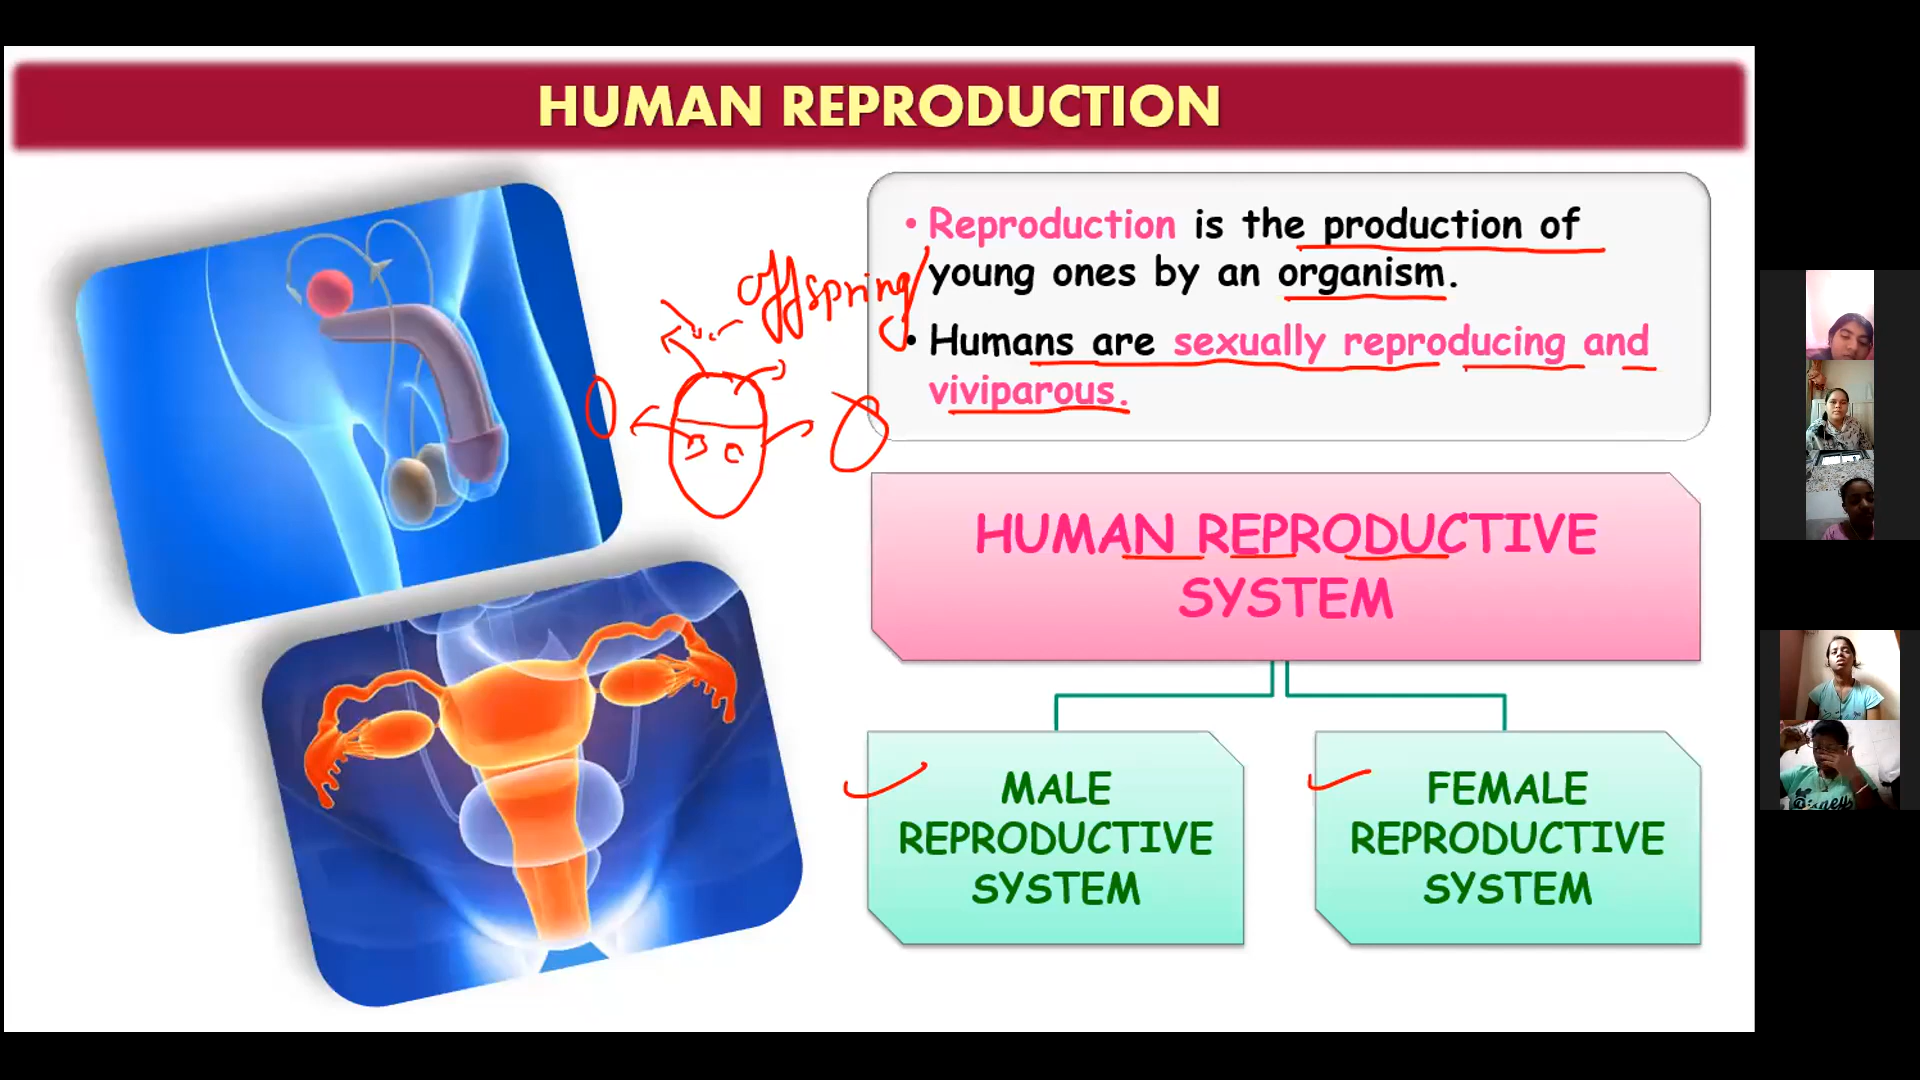 HUMAN REPRODUCTION
• Reproduction is the production of
young ones by an organism.
• Humans are sexually reproducing and
viviparous.
offspring
HUMAN REPRODUCTIVE
SYSTEM
MALE
REPRODUCTIVE
SYSTEM
FEMALE
REPRODUCTIVE
SYSTEM
Disney